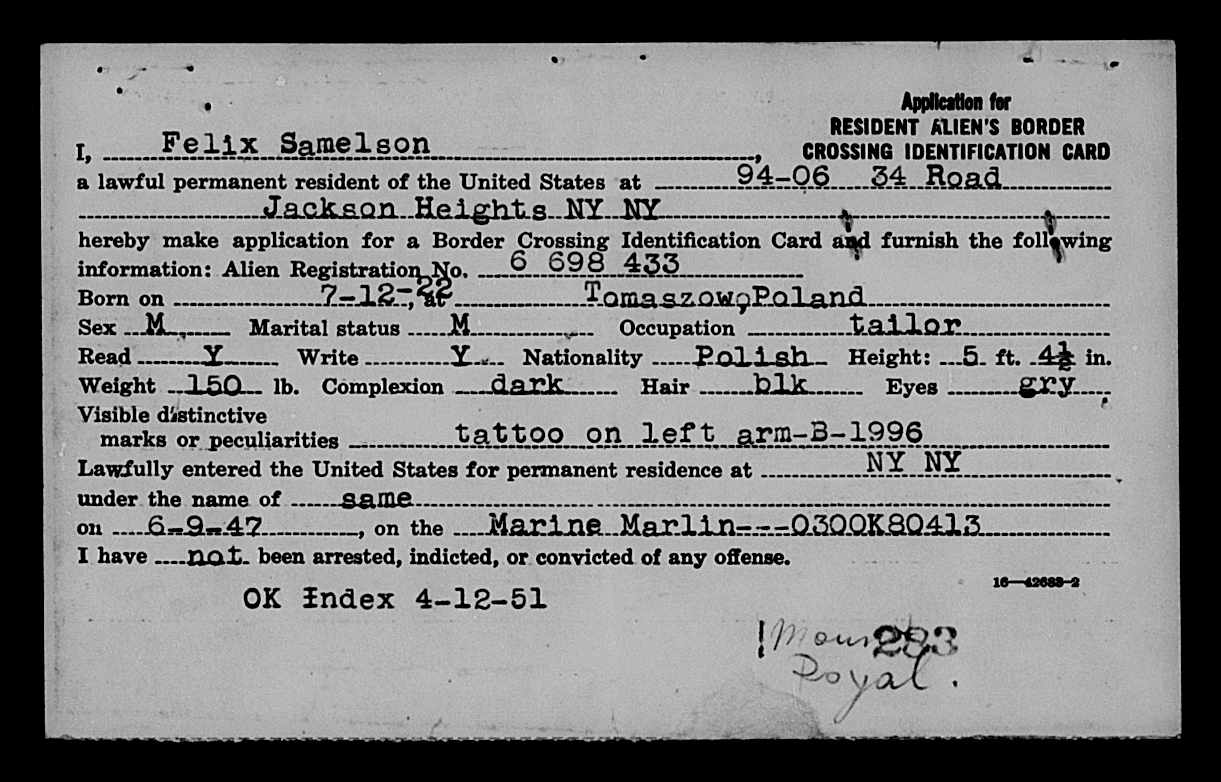 Application for
RESIDENT ALIEN'S BORDER
CROSSING IDENTIFICATION CARD
I, Felix Samelson,
a lawful permanent resident of the United States at 94-06 34 Road
Jackson Heights NY NY
hereby make application for a Border Crossing Identification Card and furnish the following
information: Alien Registration No. 6 698 433
Born on 7-12-22, at Tomaszowo,Poland
Sex M Marital status M Occupation tailor
Read Y Write Y Nationality Polish Height: 5 ft. 4½ in.
Weight 150 lb. Complexion dark Hair blk Eyes gry
Visible distinctive
marks or peculiarities tattoo on left arm-B-1996
Lawfully entered the United States for permanent residence at NY NY
under the name of same
on 6-9-47, on the Marine Marlin---0300K80413
I have not been arrested, indicted, or convicted of any offense.
16—42683-2
OK Index 4-12-51
283
Royal.